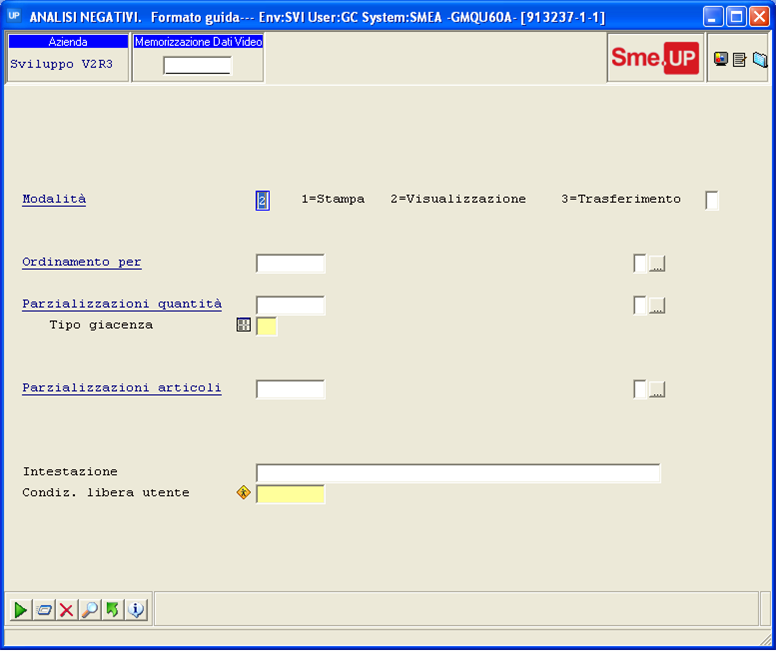 UP ANALISI NEGATIVI. Formato guida--- Env:SVI User:GC System:SMEA -GMQU60A- [913237-1-1]
Azienda
Memorizzazione Dati Video
Sviluppo V2R3
Sme.UP
Modalità 2 1=Stampa 2=Visualizzazione 3=Trasferimento
Ordinamento per ...
Parzializzazioni quantità ...
Tipo giacenza
Parzializzazioni articoli ...
Intestazione
Condiz. libera utente